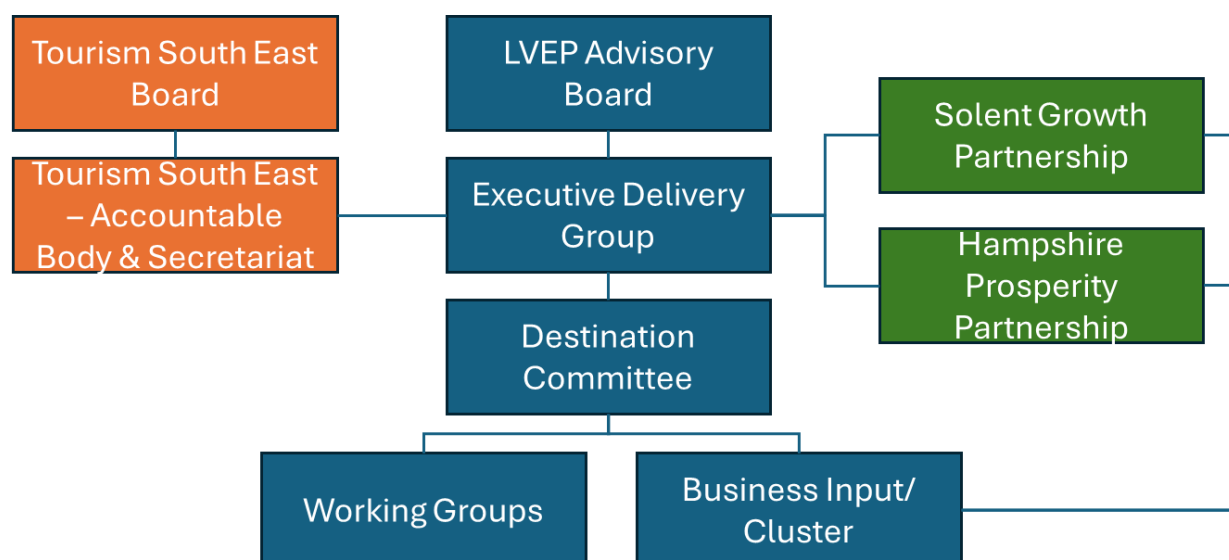 Tourism South East
Board
LVEP Advisory
Board
Solent Growth
Partnership
Tourism South East
– Accountable
Body & Secretariat
Executive Delivery
Group
Hampshire
Prosperity
Partnership
Destination
Committee
Working Groups
Business Input/
Cluster